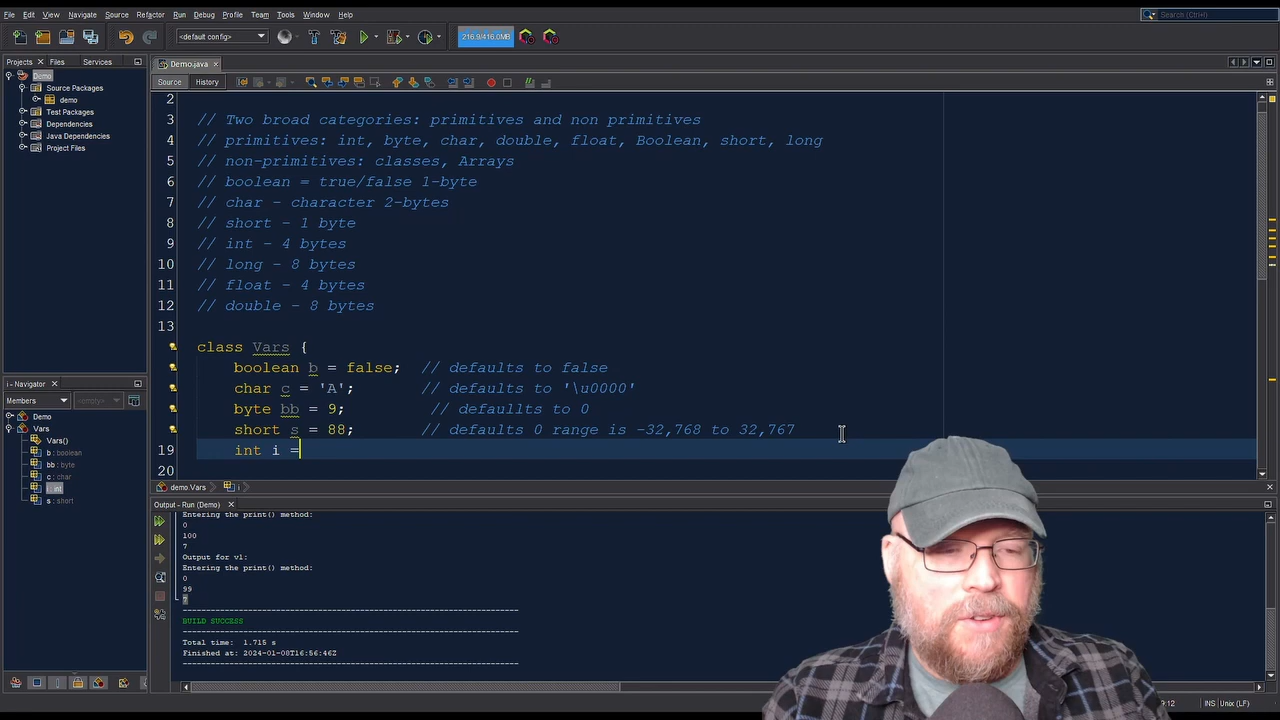 File Edit View Navigate Source Refactor Run Debug Profile Team Tools Window Help
Search (Ctrl+I)
<default config>
216.9/416.0MB
Projects × Files Services
Demo.java ×
Source History
Demo
Source Packages
demo
Test Packages
Dependencies
Java Dependencies
Project Files
2
3 // Two broad categories: primitives and non primitives
4 // primitives: int, byte, char, double, float, Boolean, short, long
5 // non-primitives: classes, Arrays
6 // boolean = true/false 1-byte
7 // char - character 2-bytes
8 // short - 1 byte
9 // int - 4 bytes
10 // long - 8 bytes
11 // float - 4 bytes
12 // double - 8 bytes
13
class Vars {
boolean b = false; // defaults to false
char c = 'A'; // defaults to '\u0000'
byte bb = 9; // defaullts to 0
short s = 88; // defaults 0 range is -32,768 to 32,767
19 int i =
20
i - Navigator ×
Members <empty>
Demo
Vars
Vars()
b : boolean
bb : byte
c : char
i : int
s : short
demo.Vars i
Output - Run (Demo) ×
Entering the print() method:
0
100
7
Output for v1:
Entering the print() method:
0
99
7
------------------------------------------------------------------------
BUILD SUCCESS
------------------------------------------------------------------------
Total time: 1.715 s
Finished at: 2024-01-08T16:56:46Z
------------------------------------------------------------------------
INS Unix (LF)